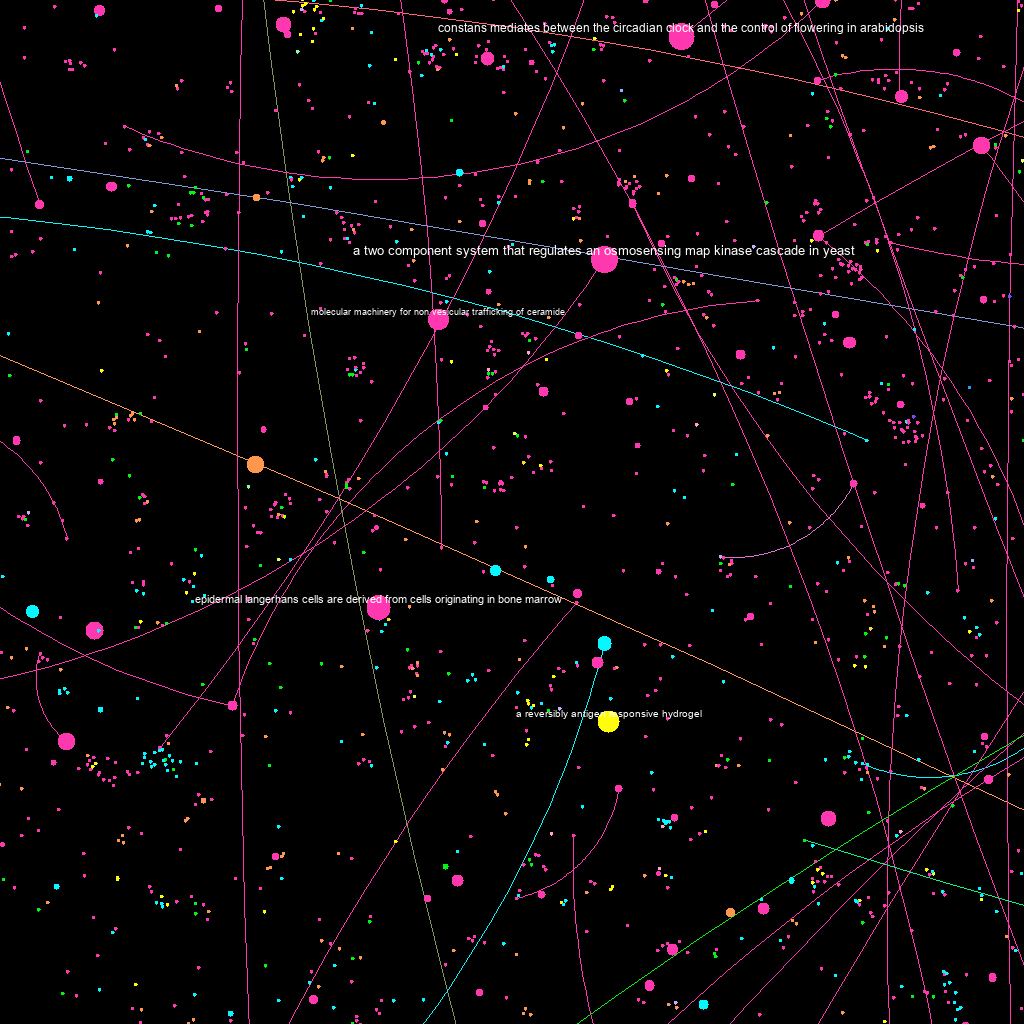 constans mediates between the circadian clock and the control of flowering in arabidopsis
a two component system that regulates an osmosensing map kinase cascade in yeast
molecular machinery for non vesicular trafficking of ceramide
epidermal langerhans cells are derived from cells originating in bone marrow
a reversibly antigen responsive hydrogel